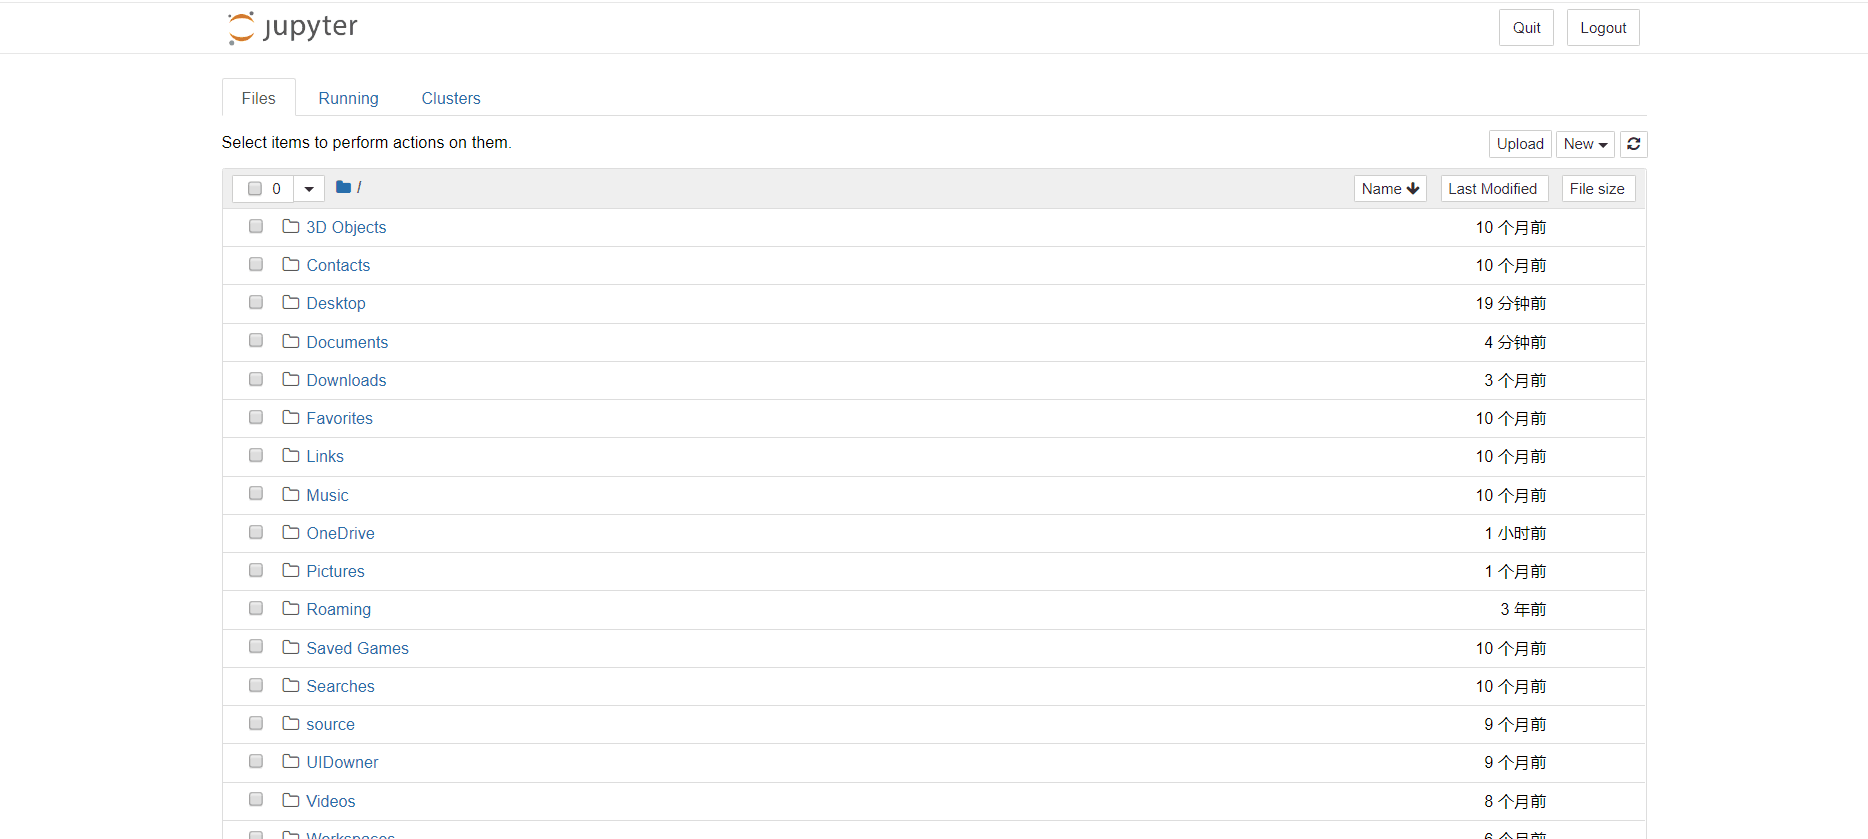 jupyter
Quit Logout
Files Running Clusters
Select items to perform actions on them.
Upload New
0 / Name Last Modified File size
3D Objects 10 个月前
Contacts 10 个月前
Desktop 19 分钟前
Documents 4 分钟前
Downloads 3 个月前
Favorites 10 个月前
Links 10 个月前
Music 10 个月前
OneDrive 1 小时前
Pictures 1 个月前
Roaming 3 年前
Saved Games 10 个月前
Searches 10 个月前
source 9 个月前
UIDowner 9 个月前
Videos 8 个月前
Workspaces 6 个月前